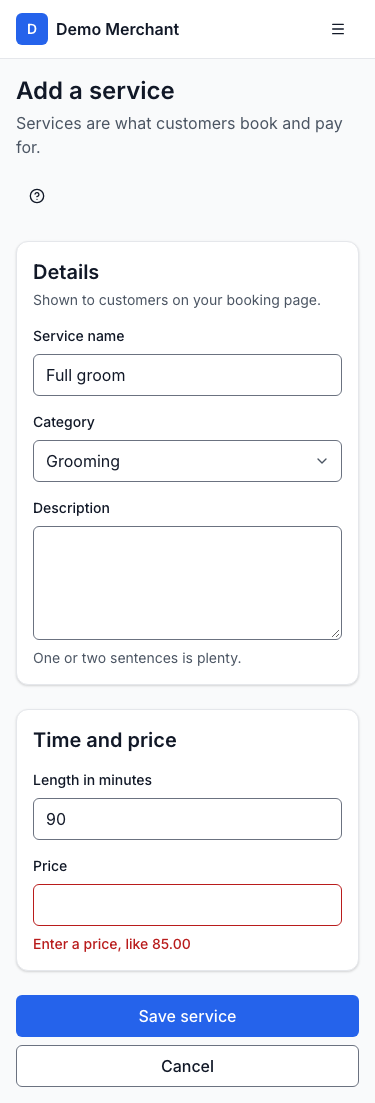 D
Demo Merchant
Add a service
Services are what customers book and pay
for.
?
Details
Shown to customers on your booking page.
Service name
Full groom
Category
Grooming
Description
One or two sentences is plenty.
Time and price
Length in minutes
90
Price
Enter a price, like 85.00
Save service
Cancel